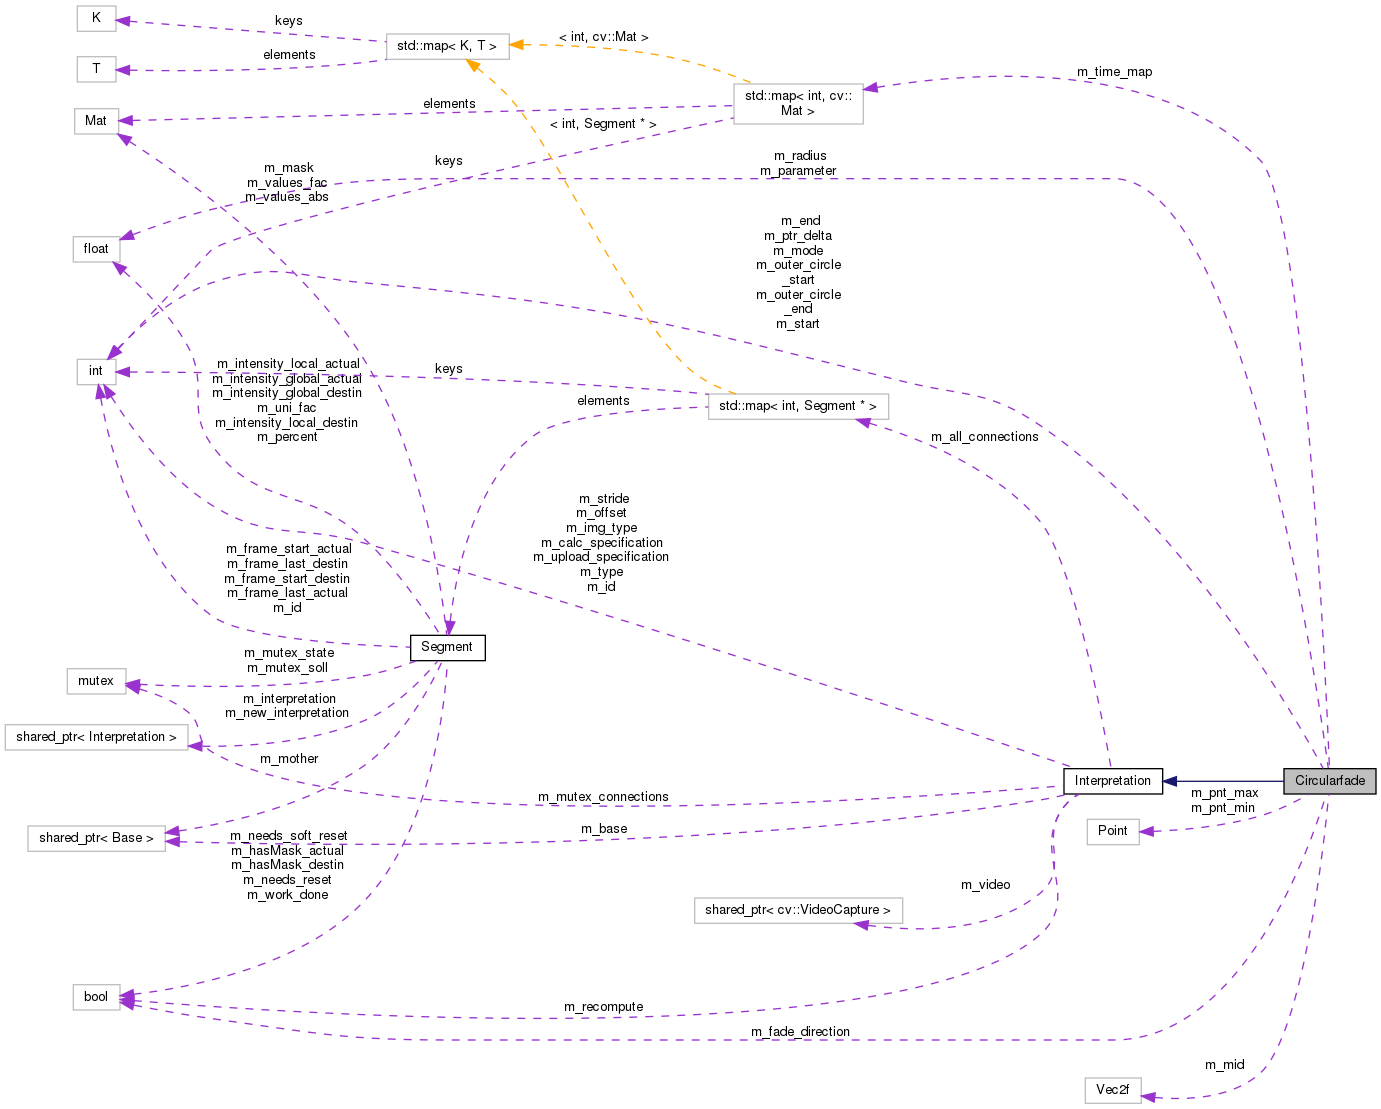 K
keys
std::map< K, T >
< int, cv::Mat >
elements
T
m_time_map
std::map< int, cv::
Mat >
elements
Mat
< int, Segment * >
keys
m_radius
m_parameter
m_mask
m_values_fac
m_values_abs
float
m_end
m_ptr_delta
m_mode
m_outer_circle
_start
m_outer_circle
_end
m_start
int
m_intensity_local_actual
m_intensity_global_actual
m_intensity_global_destin
m_uni_fac
m_intensity_local_destin
m_percent
keys
elements
std::map< int, Segment * >
m_all_connections
m_stride
m_offset
m_img_type
m_calc_specification
m_upload_specification
m_type
m_id
m_frame_start_actual
m_frame_last_destin
m_frame_start_destin
m_frame_last_actual
m_id
Segment
m_mutex_state
m_mutex_soll
mutex
m_interpretation
m_new_interpretation
shared_ptr< Interpretation >
m_mother
Interpretation
Circularfade
m_mutex_connections
m_pnt_max
m_pnt_min
Point
m_base
shared_ptr< Base >
m_needs_soft_reset
m_hasMask_actual
m_hasMask_destin
m_needs_reset
m_work_done
m_video
shared_ptr< cv::VideoCapture >
bool
m_recompute
m_fade_direction
m_mid
Vec2f